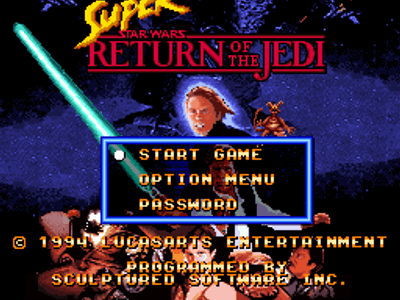 SUPER
STAR WARS
RETURN OF THE JEDI
START GAME
OPTION MENU
PASSWORD
© 1994 LUCASARTS ENTERTAINMENT
PROGRAMMED BY
SCULPTURED SOFTWARE INC.